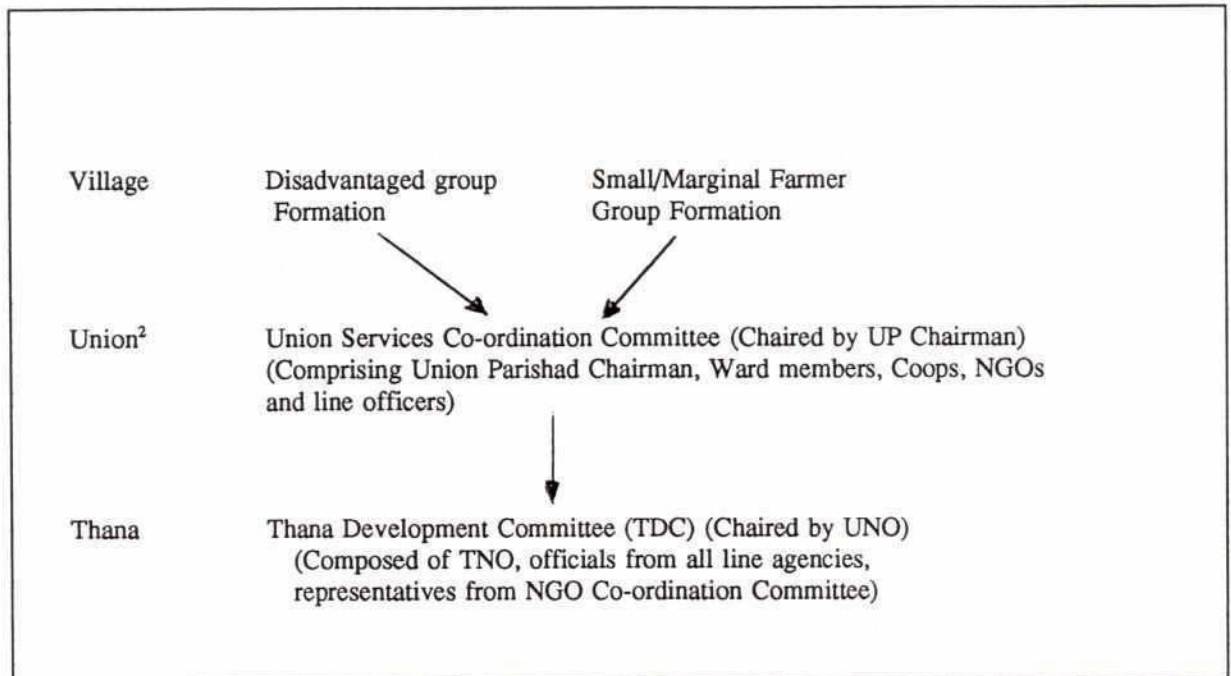 Village
Disadvantaged group
Formation
Small/Marginal Farmer
Group Formation
Union²
Union Services Co-ordination Committee (Chaired by UP Chairman)
(Comprising Union Parishad Chairman, Ward members, Coops, NGOs
and line officers)
Thana
Thana Development Committee (TDC) (Chaired by UNO)
(Composed of TNO, officials from all line agencies,
representatives from NGO Co-ordination Committee)